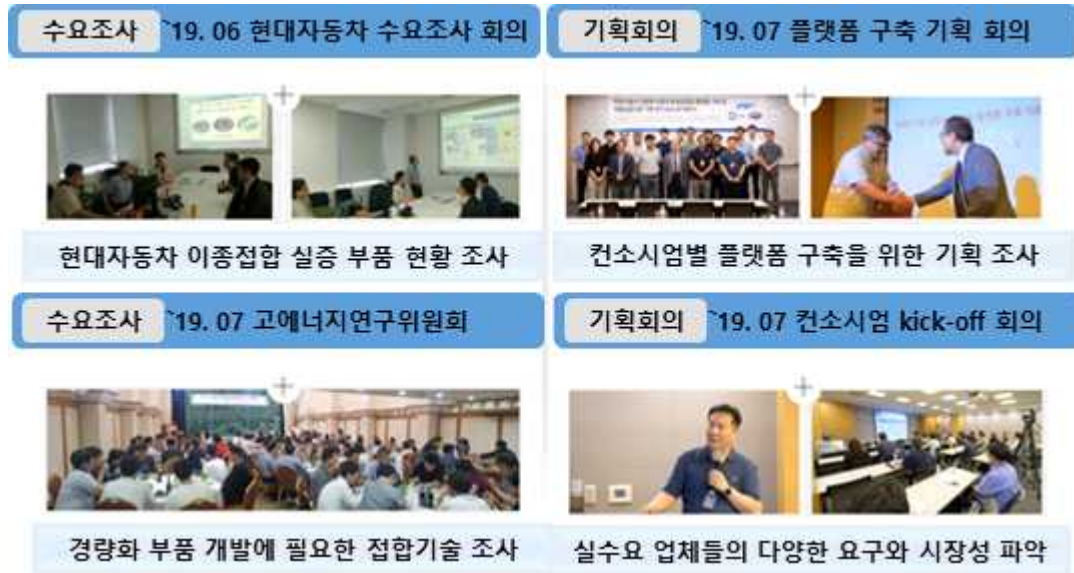 수요조사 `19. 06 현대자동차 수요조사 회의
현대자동차 이종접합 실증 부품 현황 조사
기획회의 `19. 07 플랫폼 구축 기획 회의
컨소시엄별 플랫폼 구축을 위한 기획 조사
수요조사 `19. 07 고에너지연구위원회
경량화 부품 개발에 필요한 접합기술 조사
기획회의 `19. 07 컨소시엄 kick-off 회의
실수요 업체들의 다양한 요구와 시장성 파악